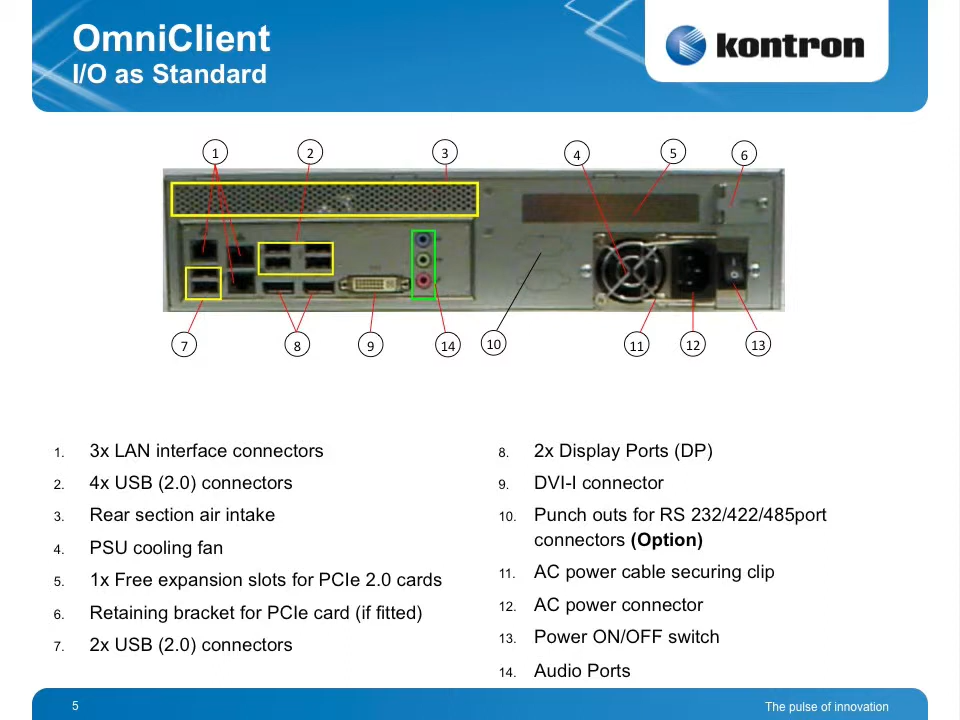 OmniClient
I/O as Standard
kontron
1 2 3 4 5 6
7 8 9 14 10 11 12 13
1. 3x LAN interface connectors
2. 4x USB (2.0) connectors
3. Rear section air intake
4. PSU cooling fan
5. 1x Free expansion slots for PCIe 2.0 cards
6. Retaining bracket for PCIe card (if fitted)
7. 2x USB (2.0) connectors
8. 2x Display Ports (DP)
9. DVI-I connector
10. Punch outs for RS 232/422/485port
connectors (Option)
11. AC power cable securing clip
12. AC power connector
13. Power ON/OFF switch
14. Audio Ports
5
The pulse of innovation